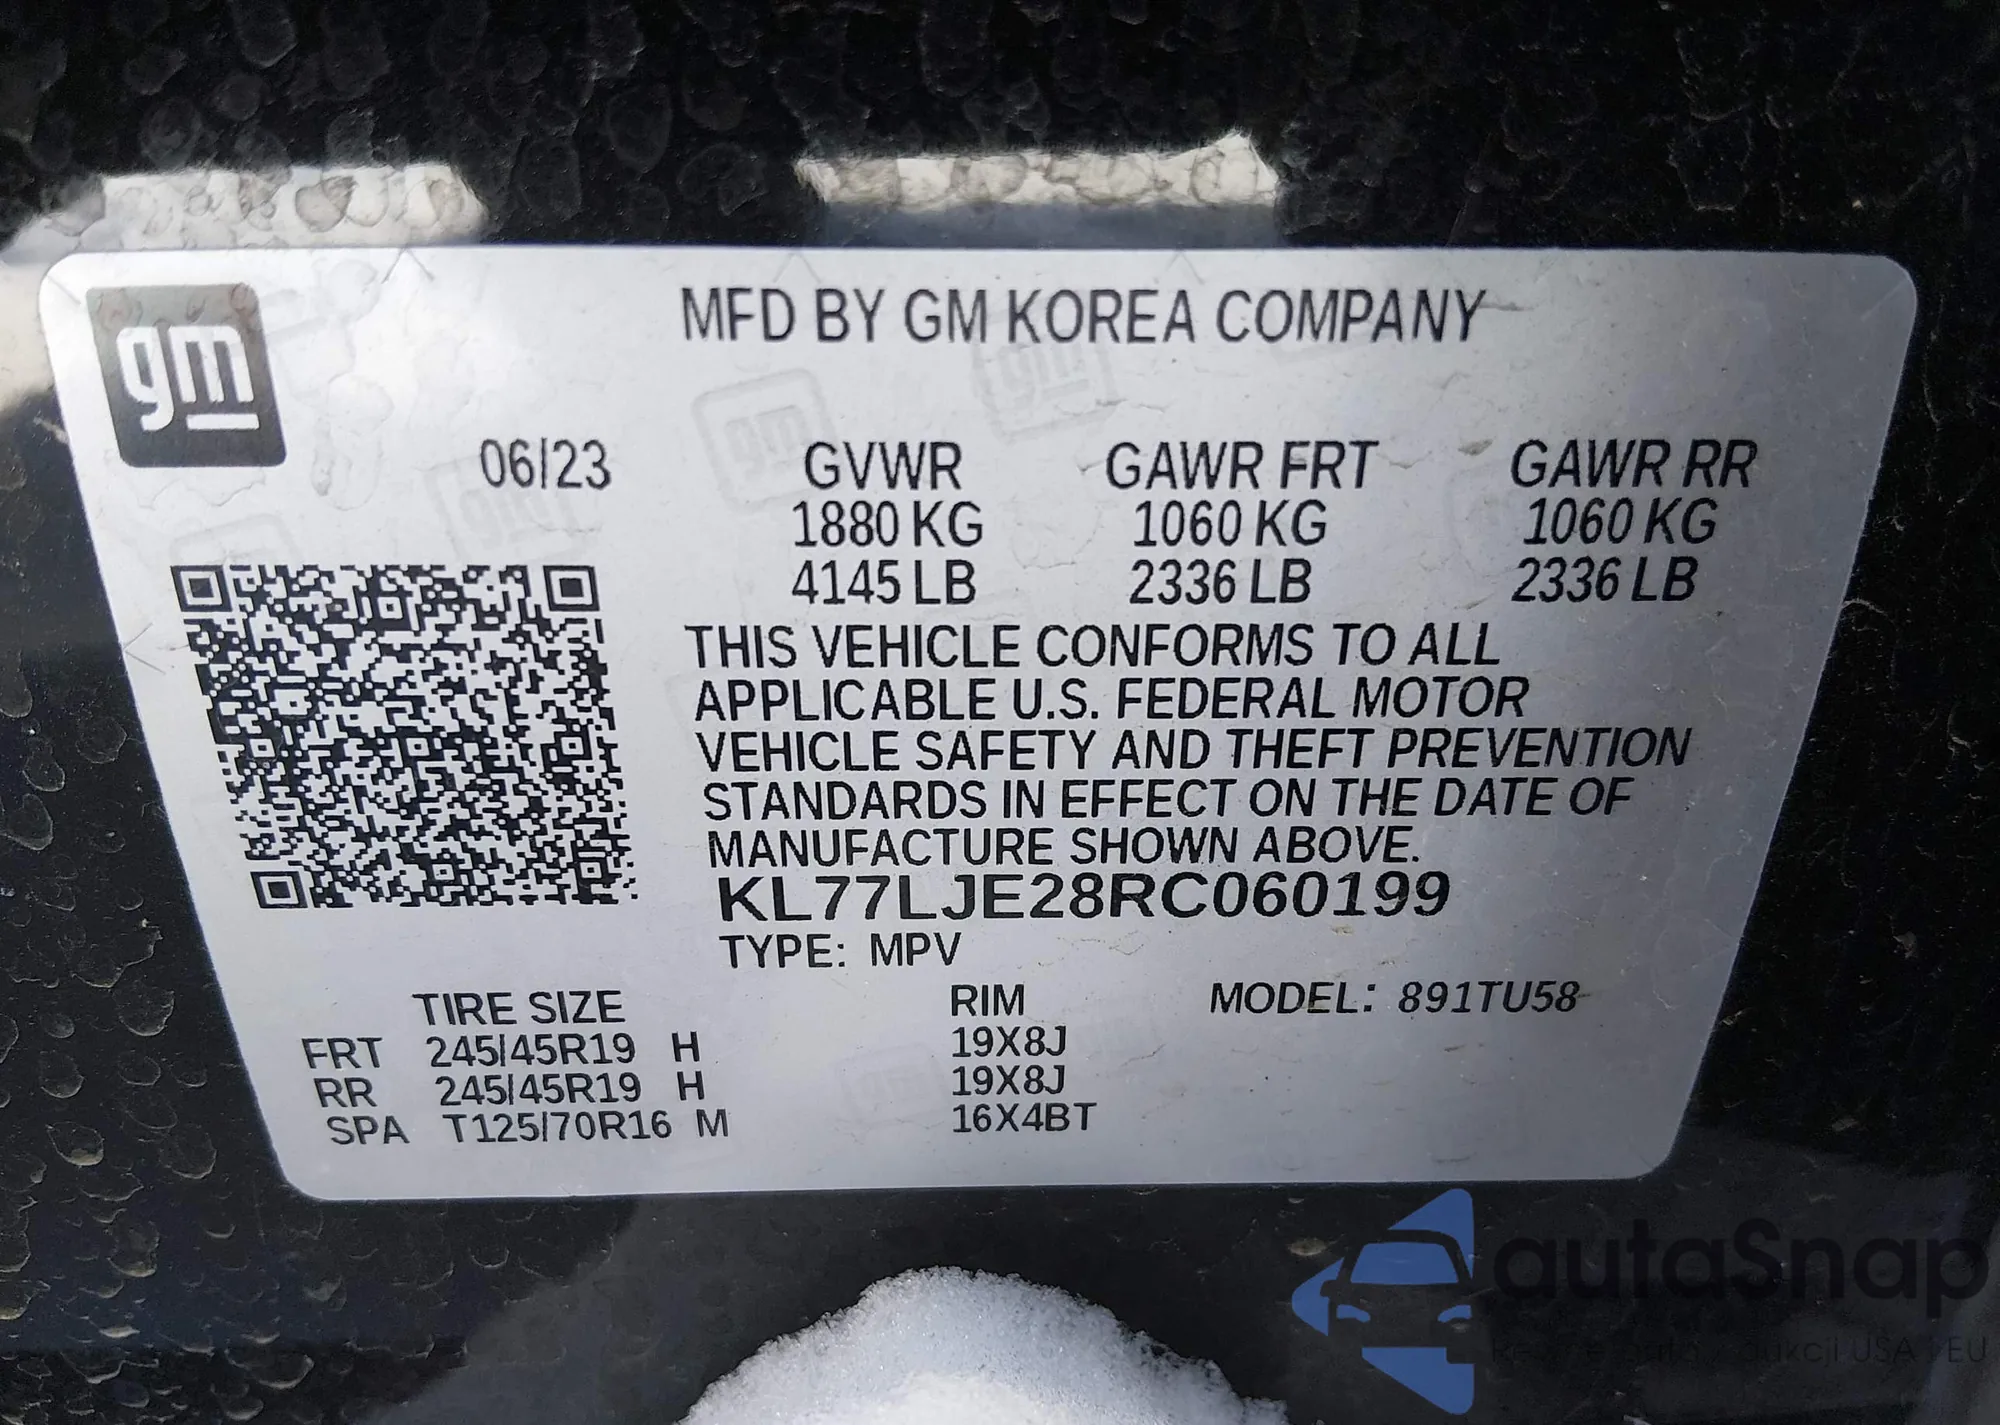 gm
MFD BY GM KOREA COMPANY
06/23 GVWR GAWR FRT GAWR RR
1880 KG 1060 KG 1060 KG
4145 LB 2336 LB 2336 LB
THIS VEHICLE CONFORMS TO ALL
APPLICABLE U.S. FEDERAL MOTOR
VEHICLE SAFETY AND THEFT PREVENTION
STANDARDS IN EFFECT ON THE DATE OF
MANUFACTURE SHOWN ABOVE.
KL77LJE28RC060199
TYPE: MPV
TIRE SIZE RIM MODEL: 891TU58
FRT 245/45R19 H 19X8J
RR 245/45R19 H 19X8J
SPA T125/70R16 M 16X4BT
autaSnap
aukcji USA i EU